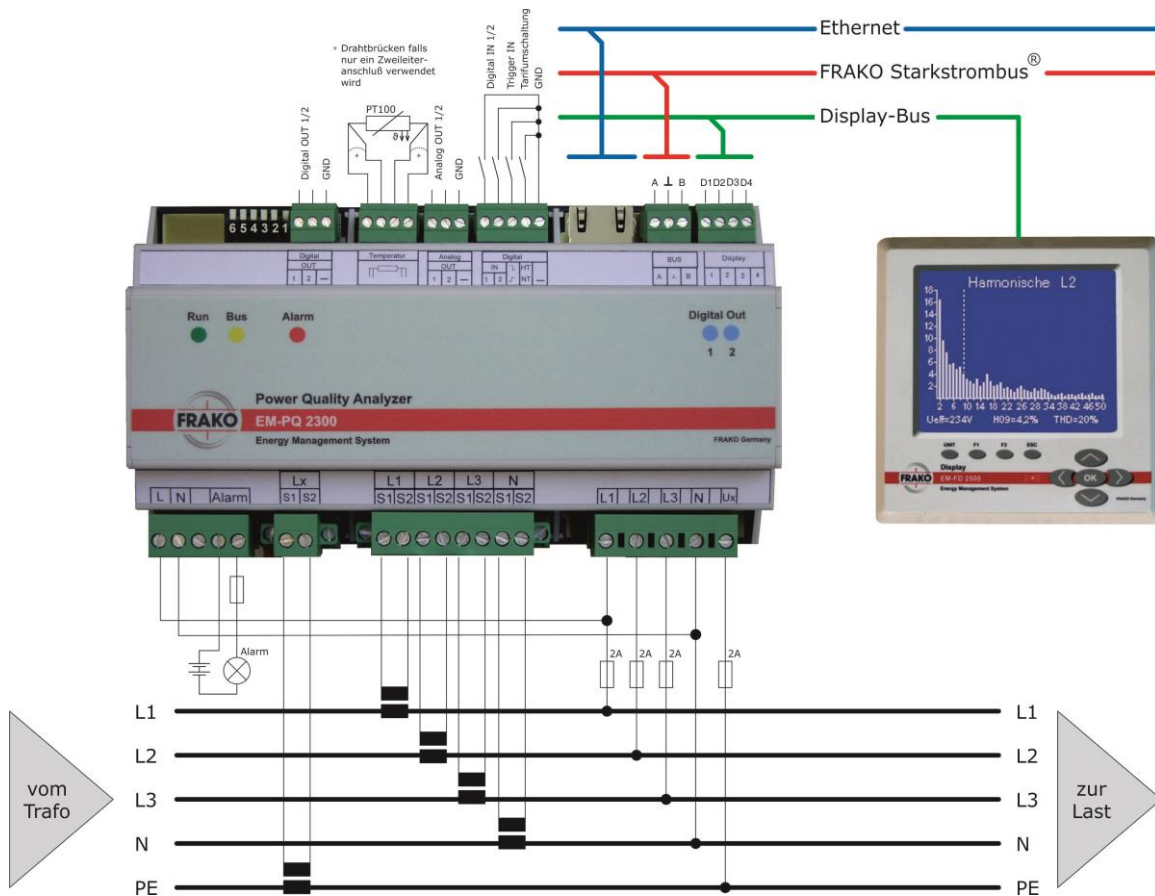 Ethernet
FRAKO Starkstrombus®
Display-Bus
+ Drahtbrücken falls
nur ein Zweileiter-
anschluß verwendet
wird
PT100
ϑ
+ +
Digital OUT 1/2
GND
Analog OUT 1/2
GND
Digital IN 1/2
Trigger IN
Tarifumschaltung
GND
A ⊥ B
D1 D2 D3 D4
6 5 4 3 2 1
Digital
OUT
1 2 —
Temperatur
Analog
OUT
1 2 —
Digital
IN HT
1 2 NT —
BUS
A ⊥ B
Display
1 2 3 4
Run Bus Alarm
Digital Out
1 2
Power Quality Analyzer
FRAKO
EM-PQ 2300
Energy Management System
FRAKO Germany
L N Alarm
Lx
S1 S2
L1 L2 L3 N
S1 S2 S1 S2 S1 S2 S1 S2
L1 L2 L3 N Ux
Harmonische L2
18
16
14
12
10
8
6
4
2
2 6 10 14 18 22 26 28 34 38 42 46 50
Ueff=234V H09=4,2% THD=20%
UNIT F1 F2 ESC
Display
FRAKO
EM-FD 2500
+
OK
Energy Management System
FRAKO Germany
Alarm
2A 2A 2A 2A
vom
Trafo
L1 L1
L2 L2
L3 L3
N N
PE PE
zur
Last